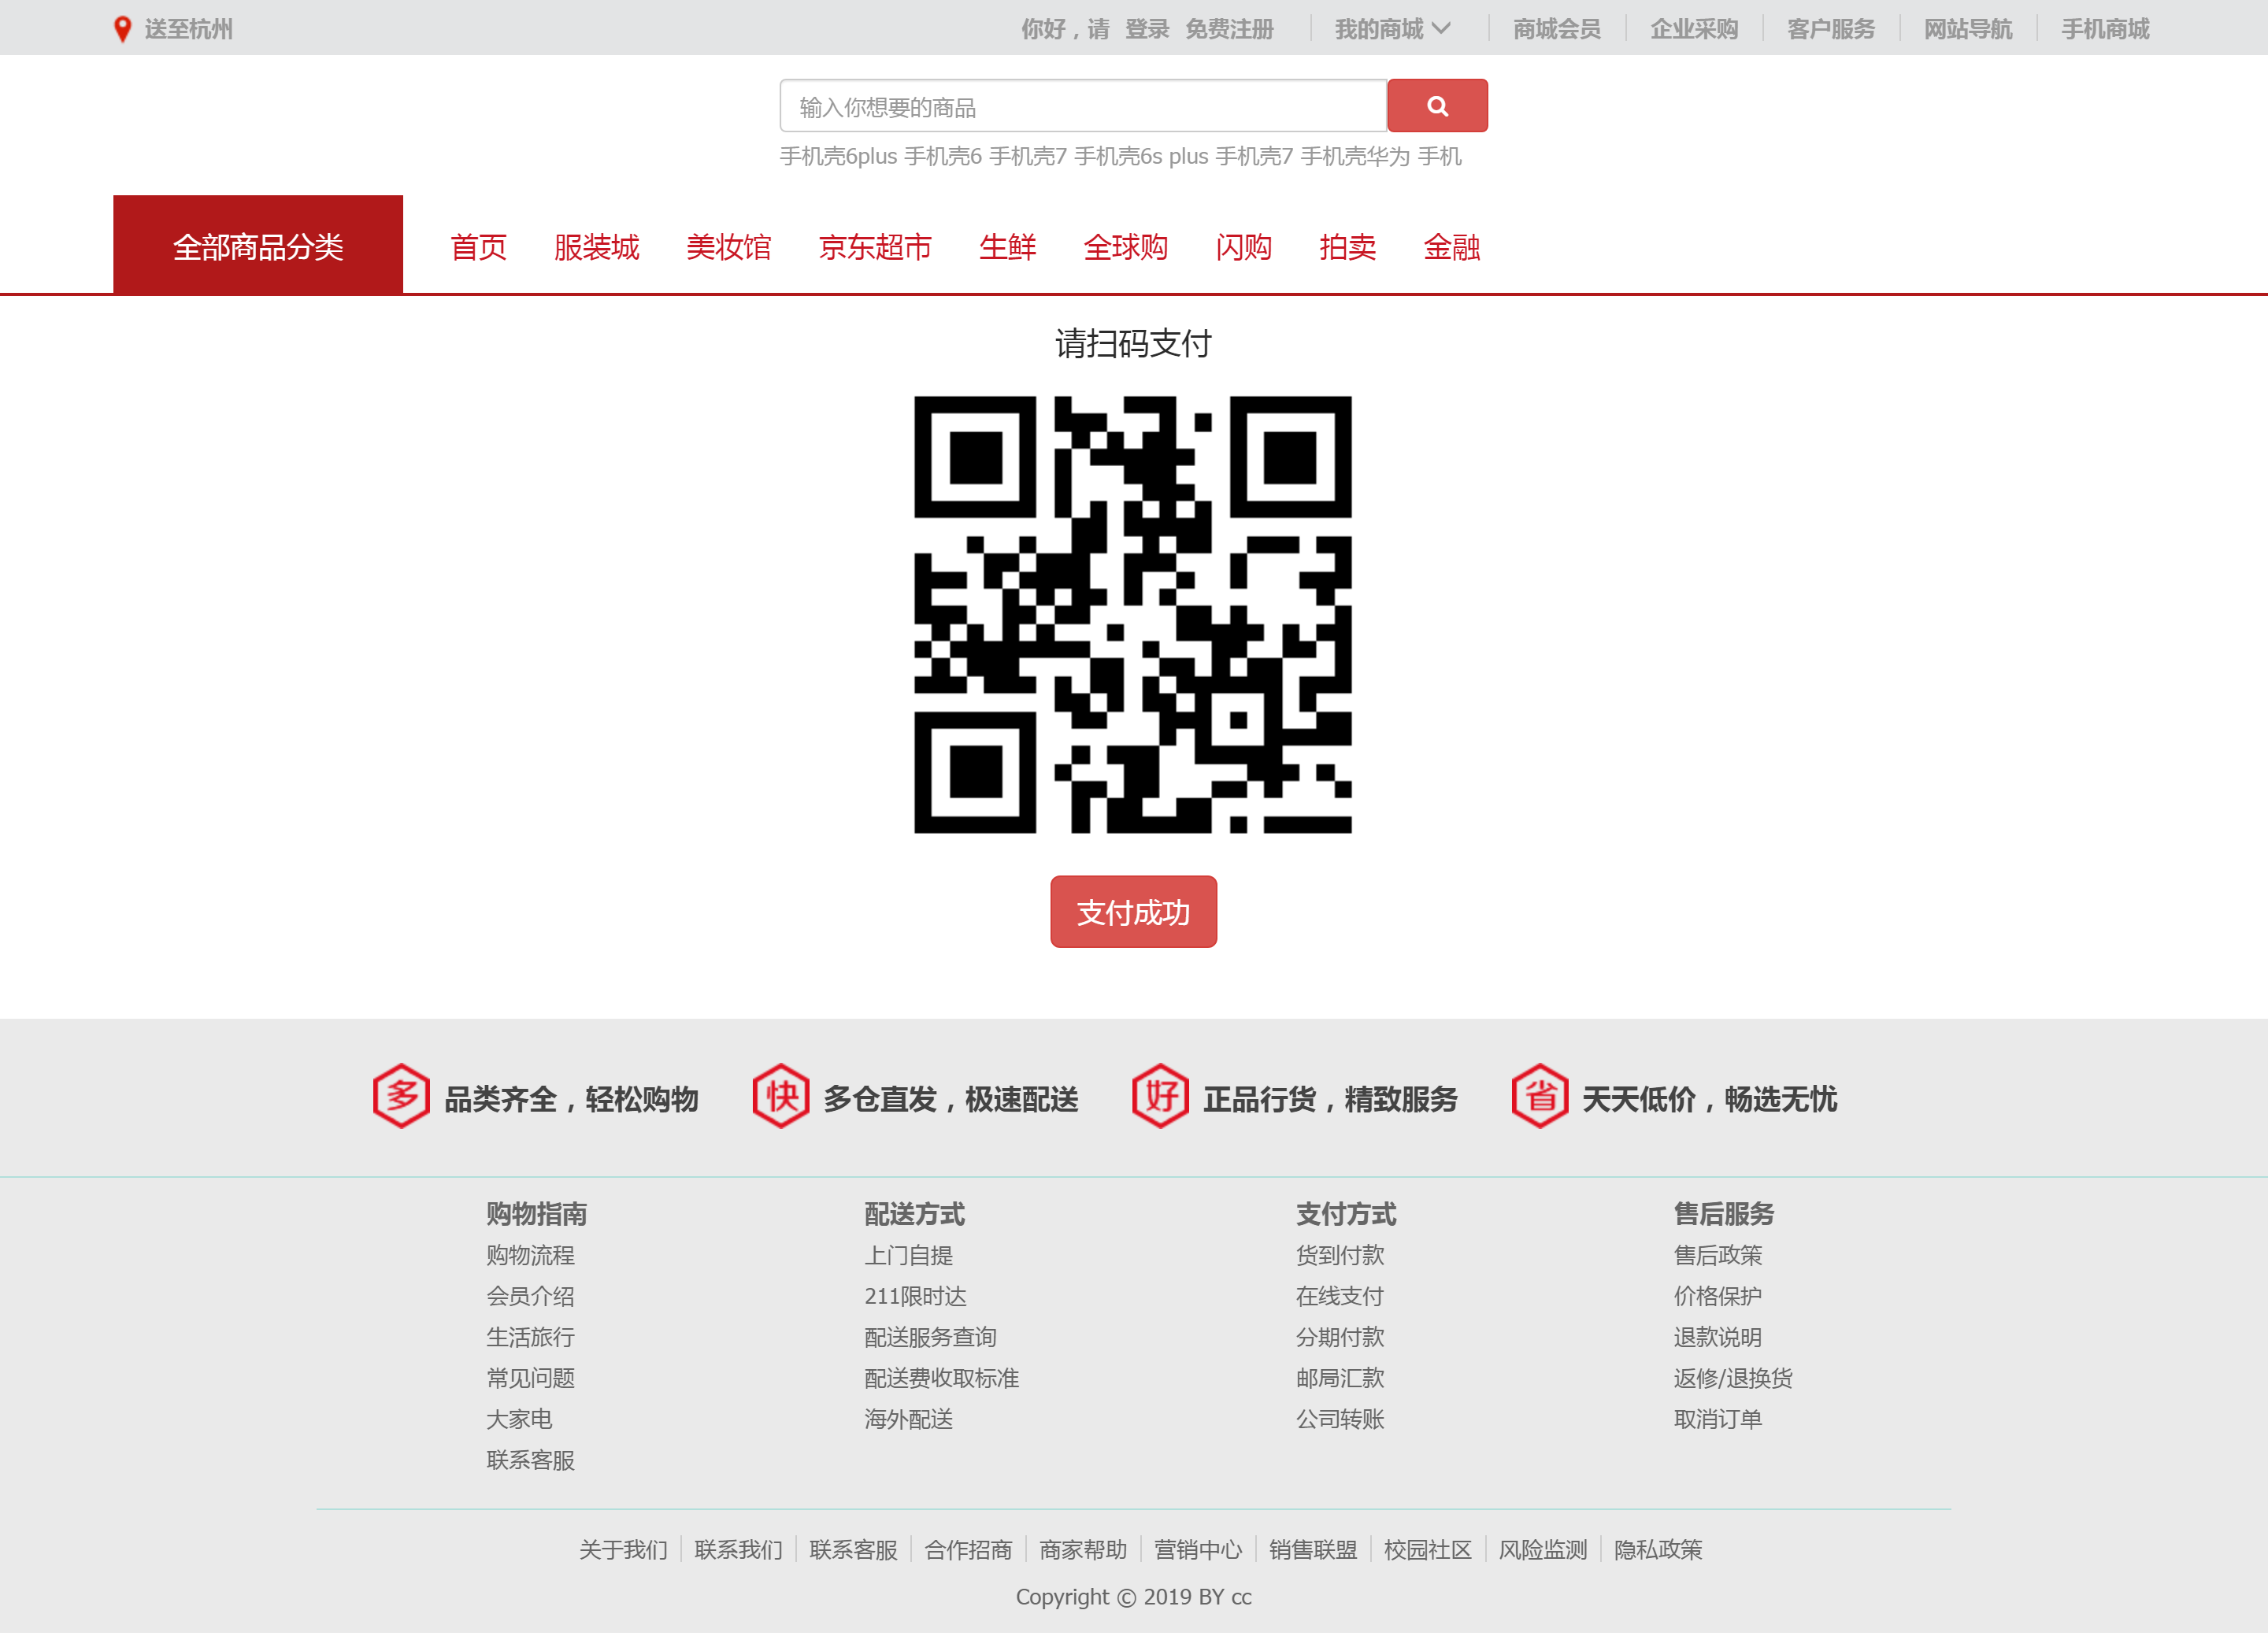 送至杭州
你好，请 登录 免费注册 我的商城 商城会员 企业采购 客户服务 网站导航 手机商城
输入你想要的商品
手机壳6plus 手机壳6 手机壳7 手机壳6s plus 手机壳7 手机壳华为 手机
全部商品分类 首页 服装城 美妆馆 京东超市 生鲜 全球购 闪购 拍卖 金融
请扫码支付
支付成功
多 品类齐全，轻松购物 快 多仓直发，极速配送 好 正品行货，精致服务 省 天天低价，畅选无忧
购物指南
购物流程
会员介绍
生活旅行
常见问题
大家电
联系客服
配送方式
上门自提
211限时达
配送服务查询
配送费收取标准
海外配送
支付方式
货到付款
在线支付
分期付款
邮局汇款
公司转账
售后服务
售后政策
价格保护
退款说明
返修/退换货
取消订单
关于我们 联系我们 联系客服 合作招商 商家帮助 营销中心 销售联盟 校园社区 风险监测 隐私政策
Copyright © 2019 BY cc